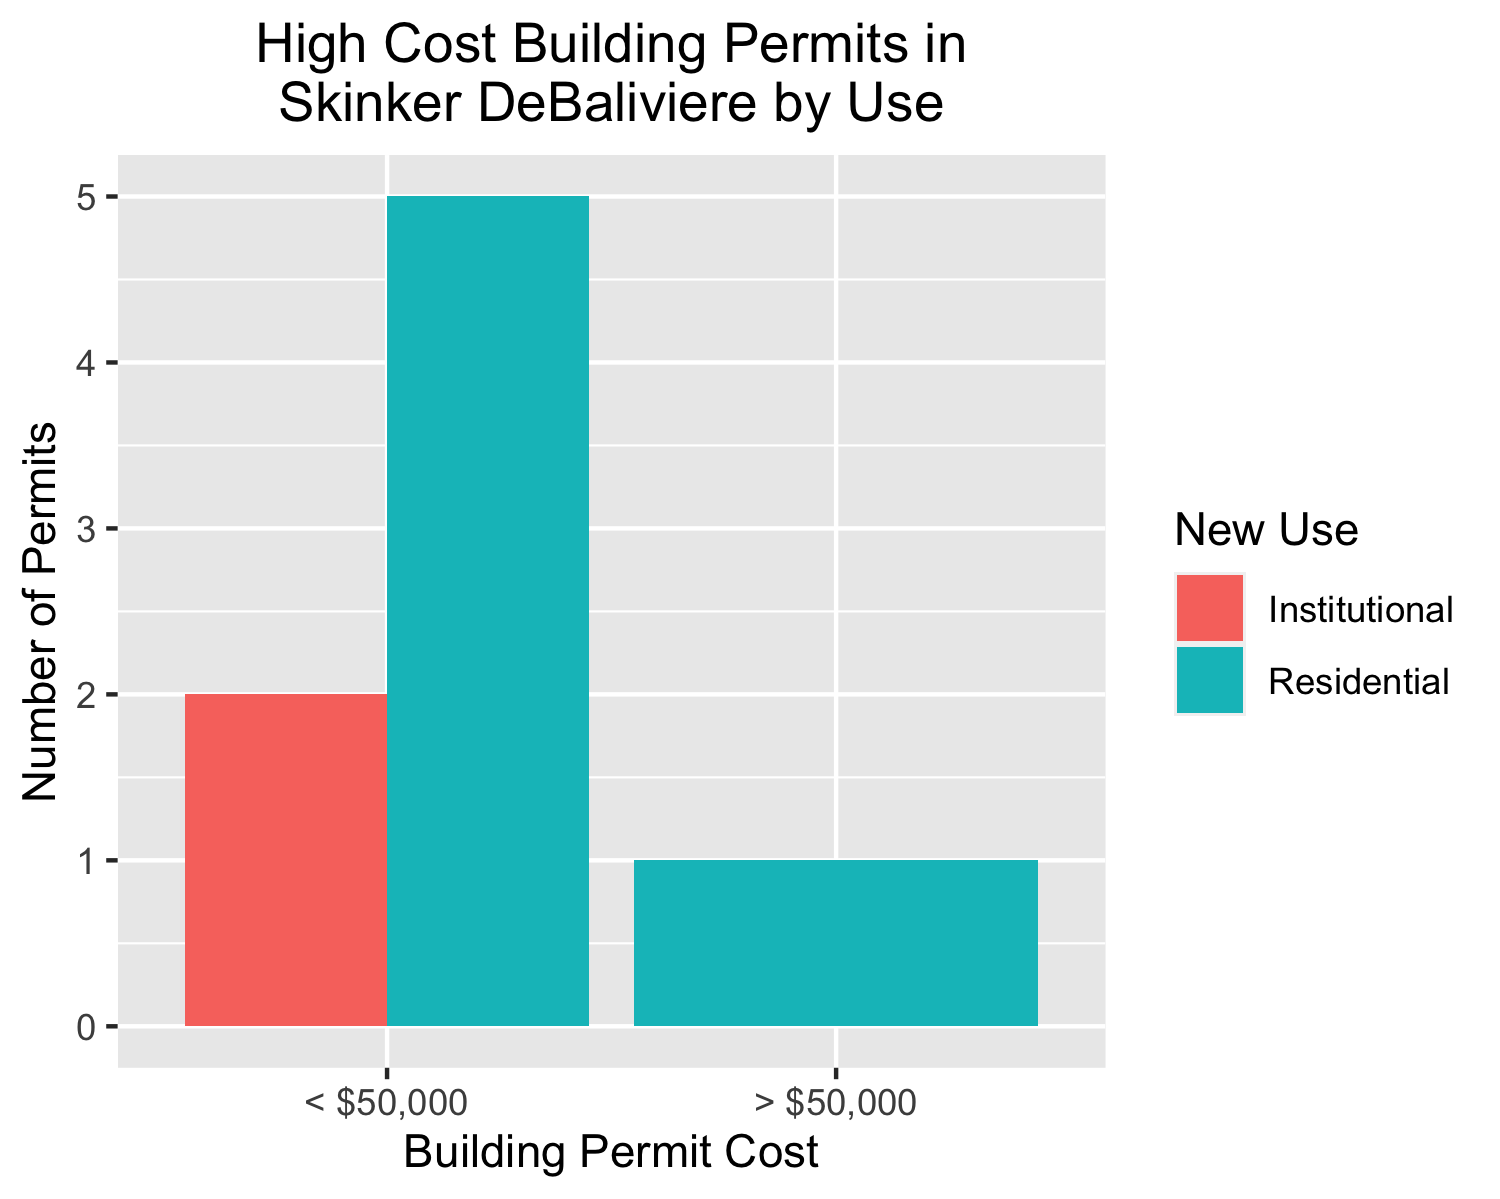 High Cost Building Permits in
Skinker DeBaliviere by Use
Number of Permits
5
4
3
2
1
0
< $50,000
> $50,000
Building Permit Cost
New Use
Institutional
Residential